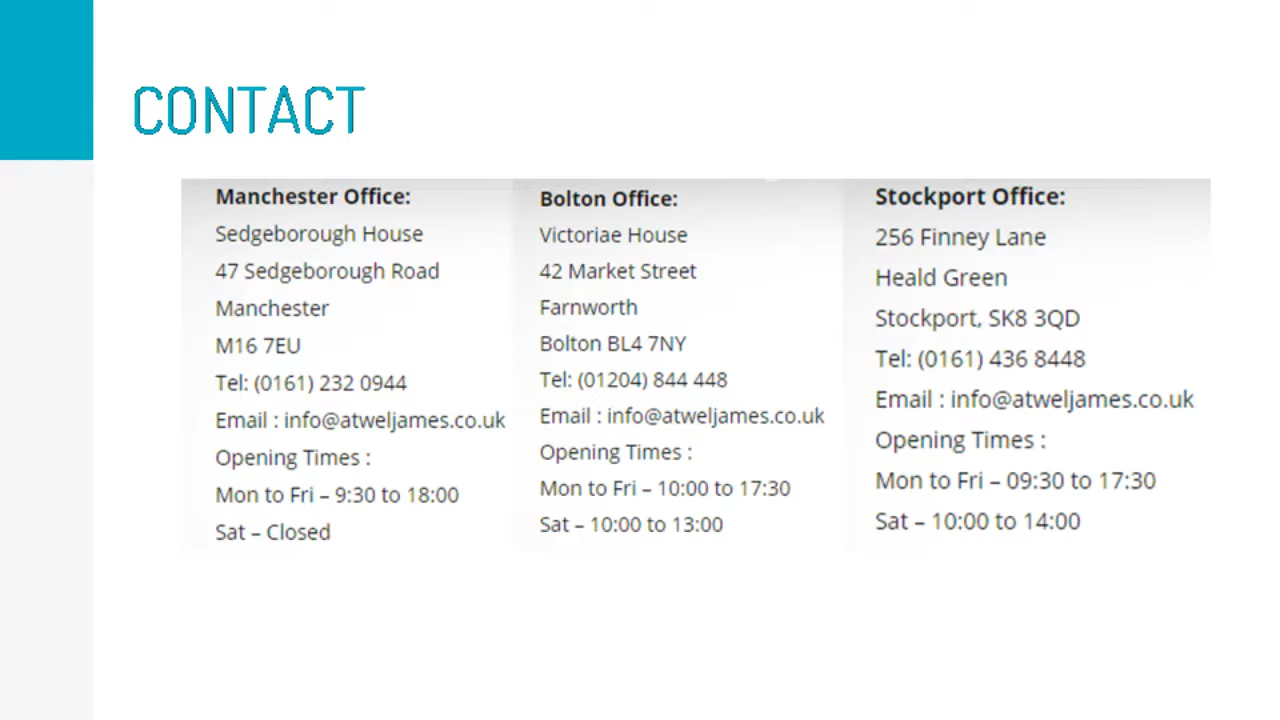 CONTACT
Manchester Office:
Sedgeborough House
47 Sedgeborough Road
Manchester
M16 7EU
Tel: (0161) 232 0944
Email : info@atweljames.co.uk
Opening Times :
Mon to Fri – 9:30 to 18:00
Sat – Closed
Bolton Office:
Victoriae House
42 Market Street
Farnworth
Bolton BL4 7NY
Tel: (01204) 844 448
Email : info@atweljames.co.uk
Opening Times :
Mon to Fri – 10:00 to 17:30
Sat – 10:00 to 13:00
Stockport Office:
256 Finney Lane
Heald Green
Stockport, SK8 3QD
Tel: (0161) 436 8448
Email : info@atweljames.co.uk
Opening Times :
Mon to Fri – 09:30 to 17:30
Sat – 10:00 to 14:00